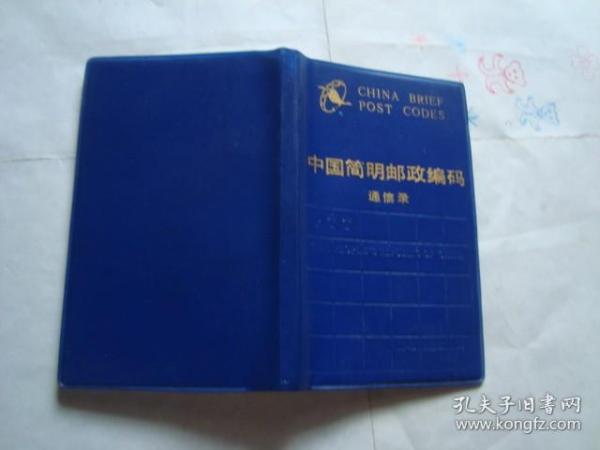 CHINA BRIEF
POST CODES
中国简明邮政编码
通信录
孔夫子旧书网
www.kongfz.com